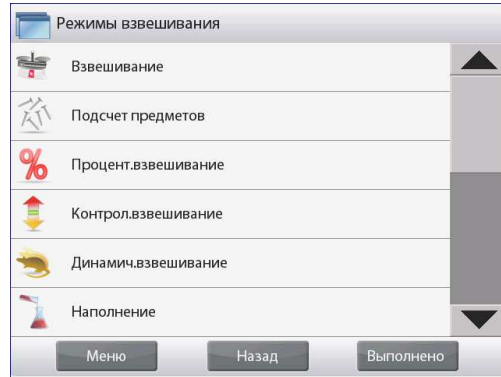 Режимы взвешивания
Взвешивание
Подсчет предметов
Процент.взвешивание
Контрол.взвешивание
Динамич.взвешивание
Наполнение
Меню Назад Выполнено